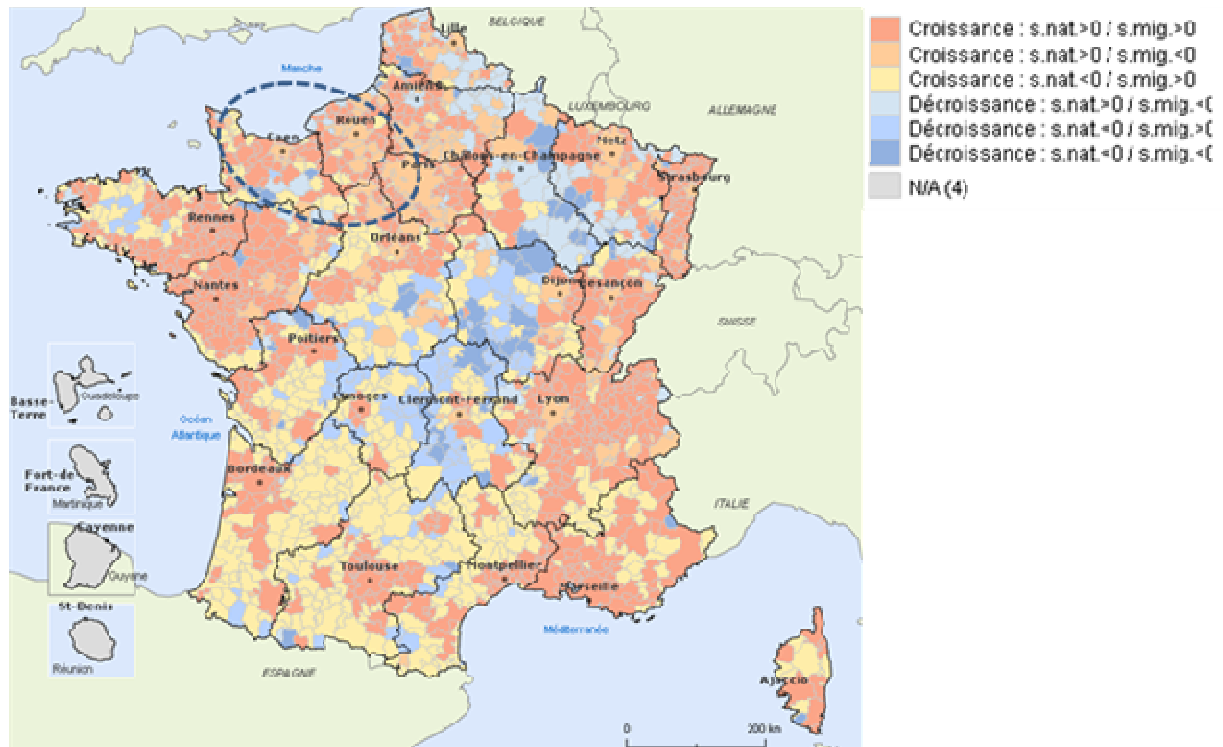 Lille
BELGIQUE
Manche
Amiens
LUXEMBOURG
ALLEMAGNE
Rouen
Caen
Metz
Paris
Châlons-en-Champagne
Strasbourg
Rennes
Orléans
Nantes
Dijon
Besançon
SUISSE
Poitiers
Limoges
Clermont-Ferrand
Lyon
Océan
Atlantique
Bordeaux
ITALIE
Toulouse
Montpellier
Marseille
Méditerranée
ESPAGNE
Ajaccio
0
200 km
Basse-
Terre
Guadeloupe
Fort-de
France
Martinique
Cayenne
Guyane
St-Denis
Réunion
Croissance : s.nat.>0 / s.mig.>0
Croissance : s.nat.>0 / s.mig.<0
Croissance : s.nat.<0 / s.mig.>0
Décroissance : s.nat.>0 / s.mig.<0
Décroissance : s.nat.<0 / s.mig.>0
Décroissance : s.nat.<0 / s.mig.<0
N/A (4)